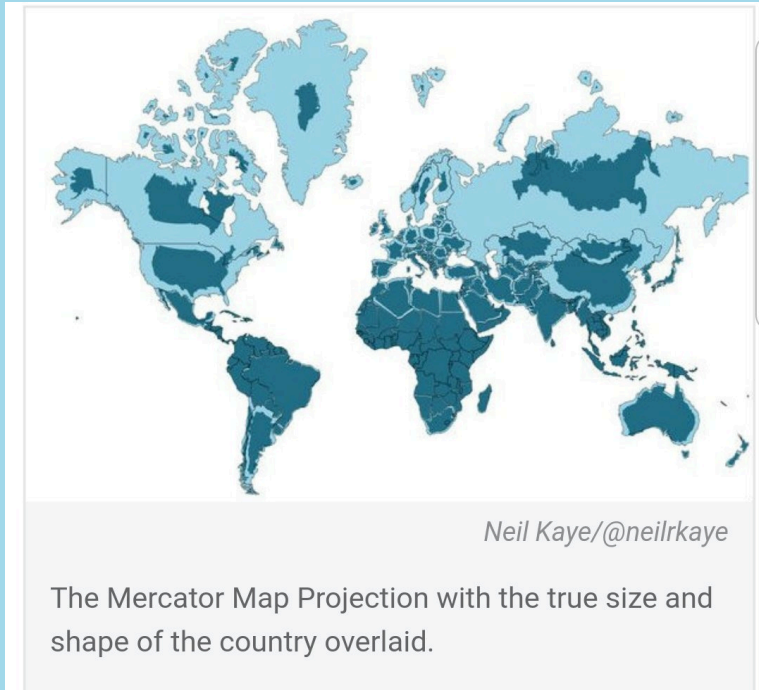 Neil Kaye/@neilrkaye
The Mercator Map Projection with the true size and
shape of the country overlaid.